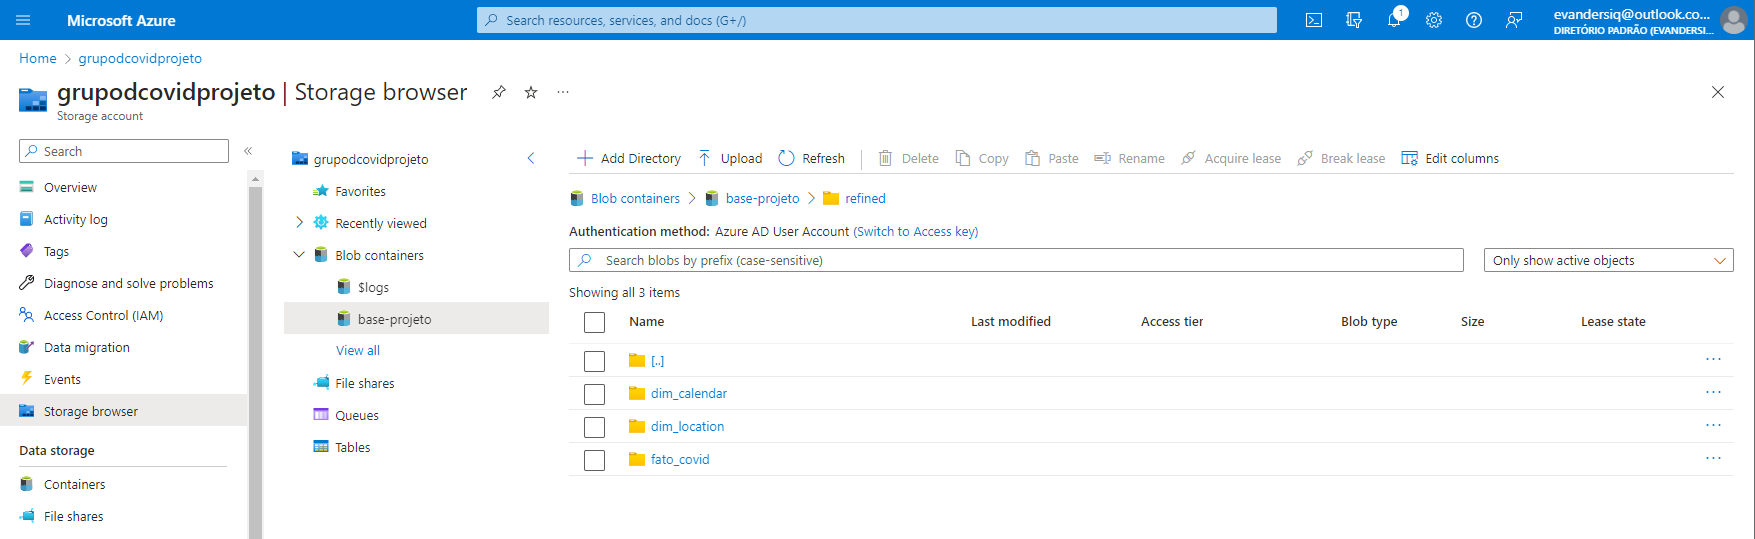 Microsoft Azure
Search resources, services, and docs (G+/)
1
evandersiq@outlook.co...
DIRETÓRIO PADRÃO (EVANDERSI...
Home > grupodcovidprojeto
grupodcovidprojeto | Storage browser
Storage account
Search
Overview
Activity log
Tags
Diagnose and solve problems
Access Control (IAM)
Data migration
Events
Storage browser
Data storage
Containers
File shares
grupodcovidprojeto
Favorites
Recently viewed
Blob containers
$logs
base-projeto
View all
File shares
Queues
Tables
Add Directory Upload Refresh Delete Copy Paste Rename Acquire lease Break lease Edit columns
Blob containers > base-projeto > refined
Authentication method: Azure AD User Account (Switch to Access key)
Search blobs by prefix (case-sensitive)
Only show active objects
Showing all 3 items
Name Last modified Access tier Blob type Size Lease state
[..]
dim_calendar
dim_location
fato_covid